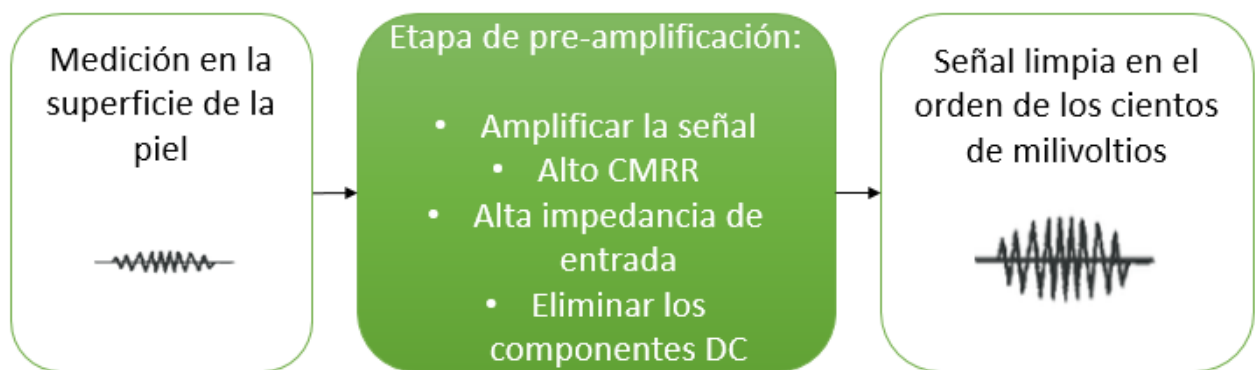 Medición en la
superficie de la
piel
Etapa de pre-amplificación:
• Amplificar la señal
• Alto CMRR
• Alta impedancia de
entrada
• Eliminar los
componentes DC
Señal limpia en el
orden de los cientos
de milivoltios